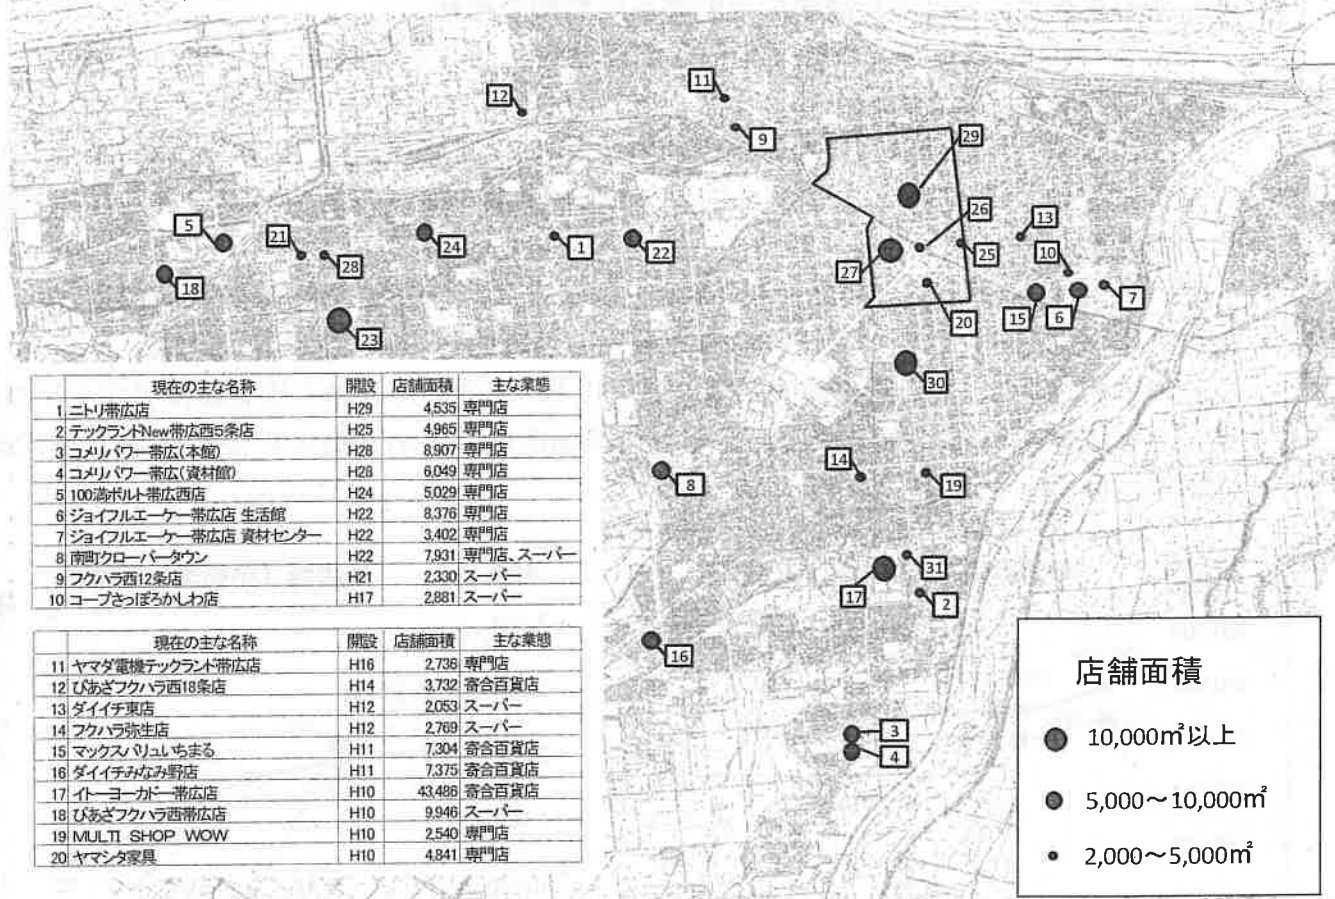 11
12
9
29
26
13
5
21
24
1
22
25
10
28
27
18
7
20
15
6
23
30
14
19
8
31
17
2
16
3
4
現在の主な名称 開設 店舗面積 主な業態
1 ニトリ帯広店 H29 4,535 専門店
2 テックランドNew帯広西5条店 H25 4,965 専門店
3 コメリパワー帯広(本館) H28 8,907 専門店
4 コメリパワー帯広(資材館) H28 6,049 専門店
5 100満ボルト帯広西店 H24 5,029 専門店
6 ジョイフルエーケー帯広店 生活館 H22 8,376 専門店
7 ジョイフルエーケー帯広店 資材センター H22 3,402 専門店
8 南町クローバータウン H22 7,931 専門店、スーパー
9 フクハラ西12条店 H21 2,330 スーパー
10 コープさっぽろかしわ店 H17 2,881 スーパー
現在の主な名称 開設 店舗面積 主な業態
11 ヤマダ電機テックランド帯広店 H16 2,736 専門店
12 ぴあざフクハラ西18条店 H14 3,732 寄合百貨店
13 ダイイチ東店 H12 2,053 スーパー
14 フクハラ弥生店 H12 2,769 スーパー
15 マックスバリュいちまる H11 7,304 寄合百貨店
16 ダイイチみなみ野店 H11 7,375 寄合百貨店
17 イトーヨーカドー帯広店 H10 43,486 寄合百貨店
18 ぴあざフクハラ西帯広店 H10 9,946 スーパー
19 MULTI SHOP WOW H10 2,540 専門店
20 ヤマシタ家具 H10 4,841 専門店
店舗面積
10,000㎡以上
5,000～10,000㎡
2,000～5,000㎡